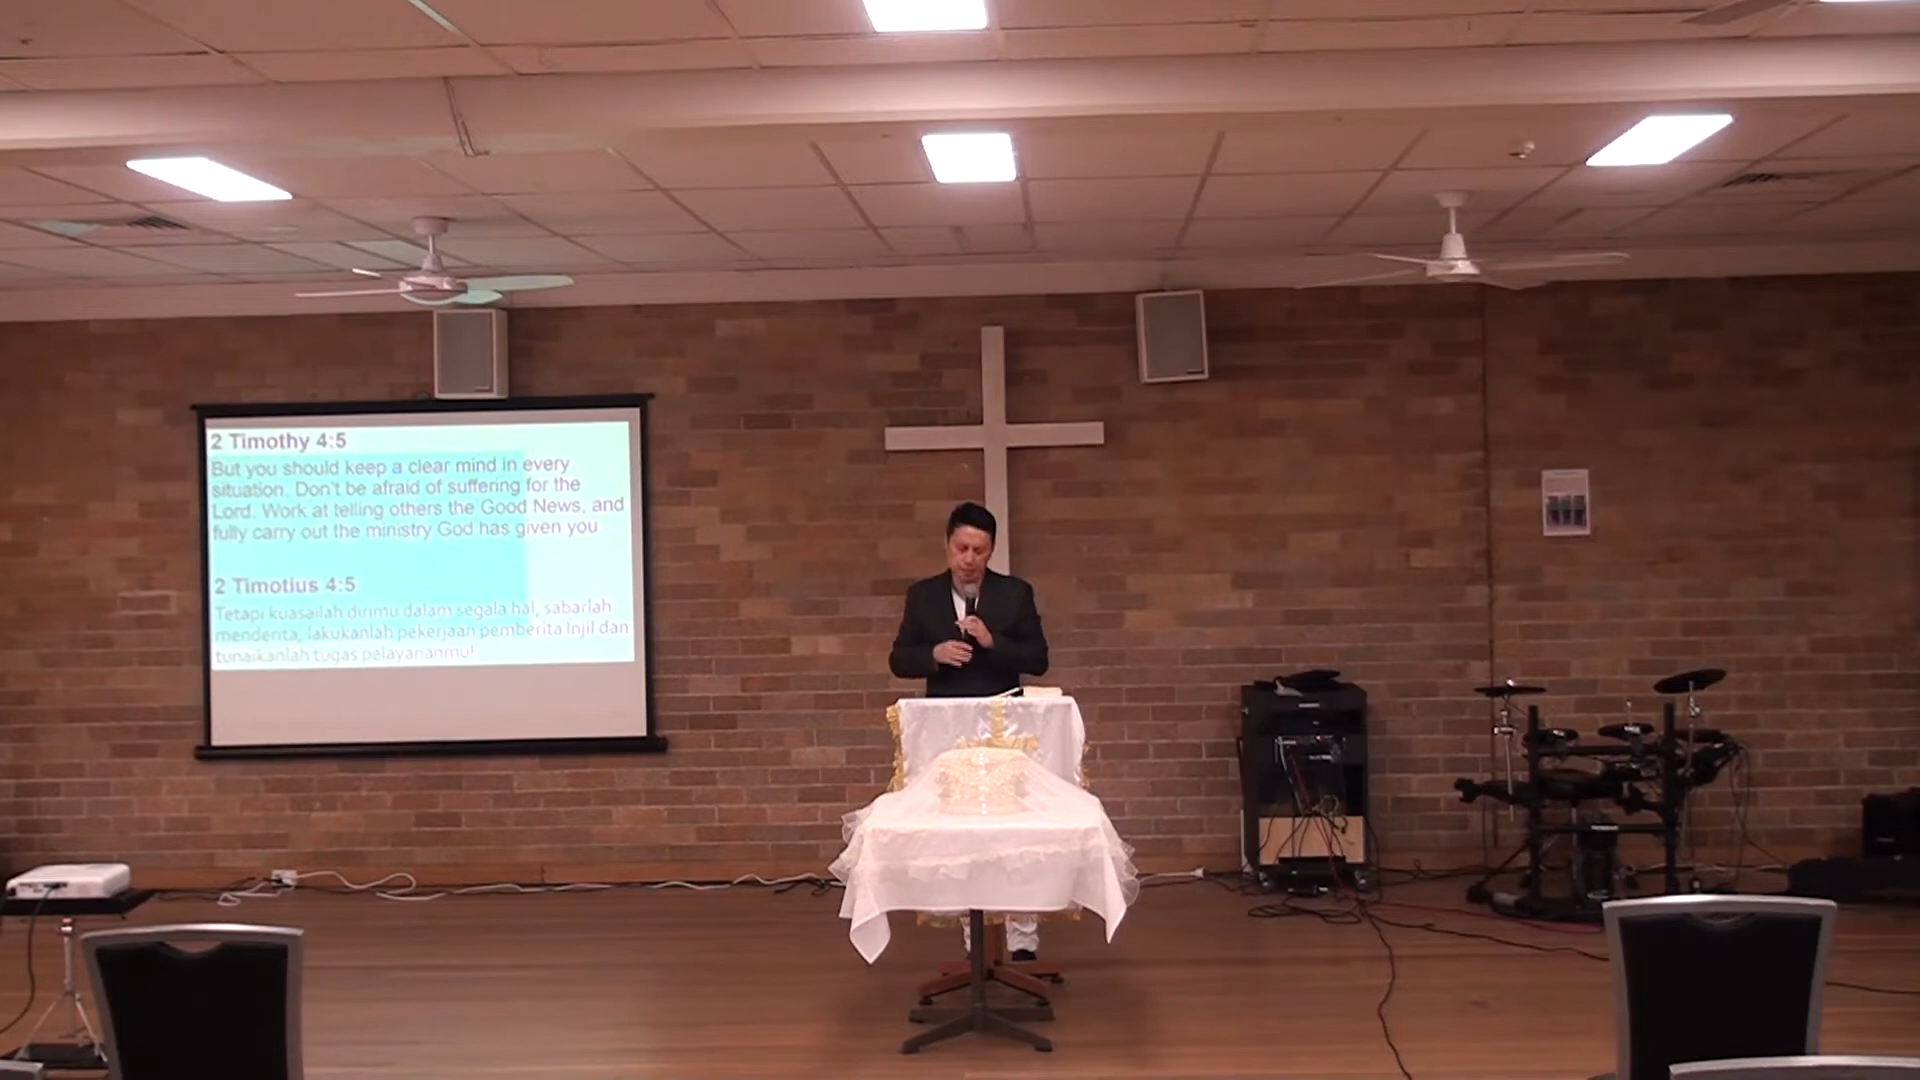 2 Timothy 4:5
But you should keep a clear mind in every
situation. Don't be afraid of suffering for the
Lord. Work at telling others the Good News, and
fully carry out the ministry God has given you
2 Timotius 4:5
Tetapi kuasailah dirimu dalam segala hal, sabarlah
menderita, lakukanlah pekerjaan pemberita Injil dan
tunaikanlah tugas pelayananmu!